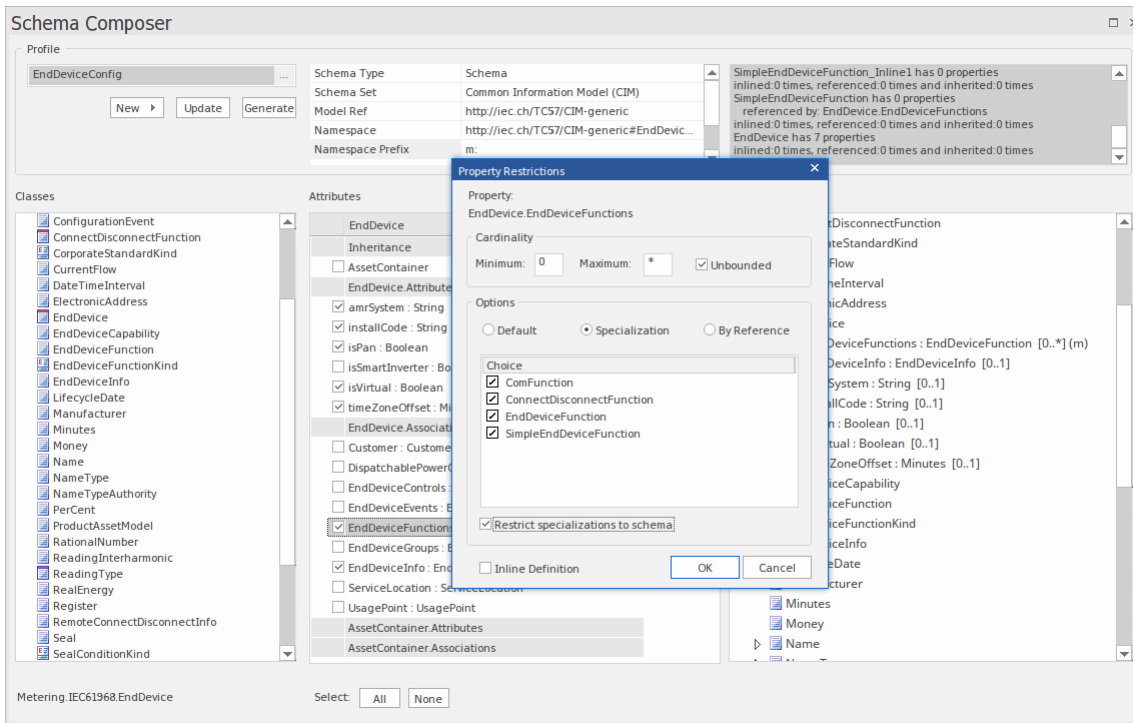 Schema Composer
Profile
EndDeviceConfig
...
New
Update
Generate
Schema Type Schema
Schema Set Common Information Model (CIM)
Model Ref http://iec.ch/TC57/CIM-generic
Namespace http://iec.ch/TC57/CIM-generic#EndDevic...
Namespace Prefix m:
SimpleEndDeviceFunction_Inline1 has 0 properties
inlined:0 times, referenced:0 times and inherited:0 times
SimpleEndDeviceFunction has 0 properties
referenced by: EndDevice.EndDeviceFunctions
inlined:0 times, referenced:0 times and inherited:0 times
EndDevice has 7 properties
inlined:0 times, referenced:0 times and inherited:0 times
Classes
ConfigurationEvent
ConnectDisconnectFunction
CorporateStandardKind
CurrentFlow
DateTimeInterval
ElectronicAddress
EndDevice
EndDeviceCapability
EndDeviceFunction
EndDeviceFunctionKind
EndDeviceInfo
LifecycleDate
Manufacturer
Minutes
Money
Name
NameType
NameTypeAuthority
PerCent
ProductAssetModel
RationalNumber
ReadingInterharmonic
ReadingType
RealEnergy
Register
RemoteConnectDisconnectInfo
Seal
SealConditionKind
Attributes
EndDevice
Inheritance
AssetContainer
EndDevice.Attribute
amrSystem : String
installCode : String
isPan : Boolean
isSmartInverter : Bo
isVirtual : Boolean
timeZoneOffset : Mi
EndDevice.Associati
Customer : Custome
DispatchablePowerC
EndDeviceControls :
EndDeviceEvents : E
EndDeviceFunctions
EndDeviceGroups : E
EndDeviceInfo : End
ServiceLocation : ServiceLocation
UsagePoint : UsagePoint
AssetContainer.Attributes
AssetContainer.Associations
Property Restrictions
Property:
EndDevice.EndDeviceFunctions
Cardinality
Minimum: 0 Maximum: * Unbounded
Options
Default Specialization By Reference
Choice
ComFunction
ConnectDisconnectFunction
EndDeviceFunction
SimpleEndDeviceFunction
Restrict specializations to schema
Inline Definition
OK
Cancel
tDisconnectFunction
ateStandardKind
Flow
neInterval
nicAddress
ice
DeviceFunctions : EndDeviceFunction [0..*] (m)
DeviceInfo : EndDeviceInfo [0..1]
System : String [0..1]
llCode : String [0..1]
n : Boolean [0..1]
tual : Boolean [0..1]
ZoneOffset : Minutes [0..1]
iceCapability
iceFunction
iceFunctionKind
iceInfo
eDate
cturer
Minutes
Money
Name
Metering.IEC61968.EndDevice
Select: All None